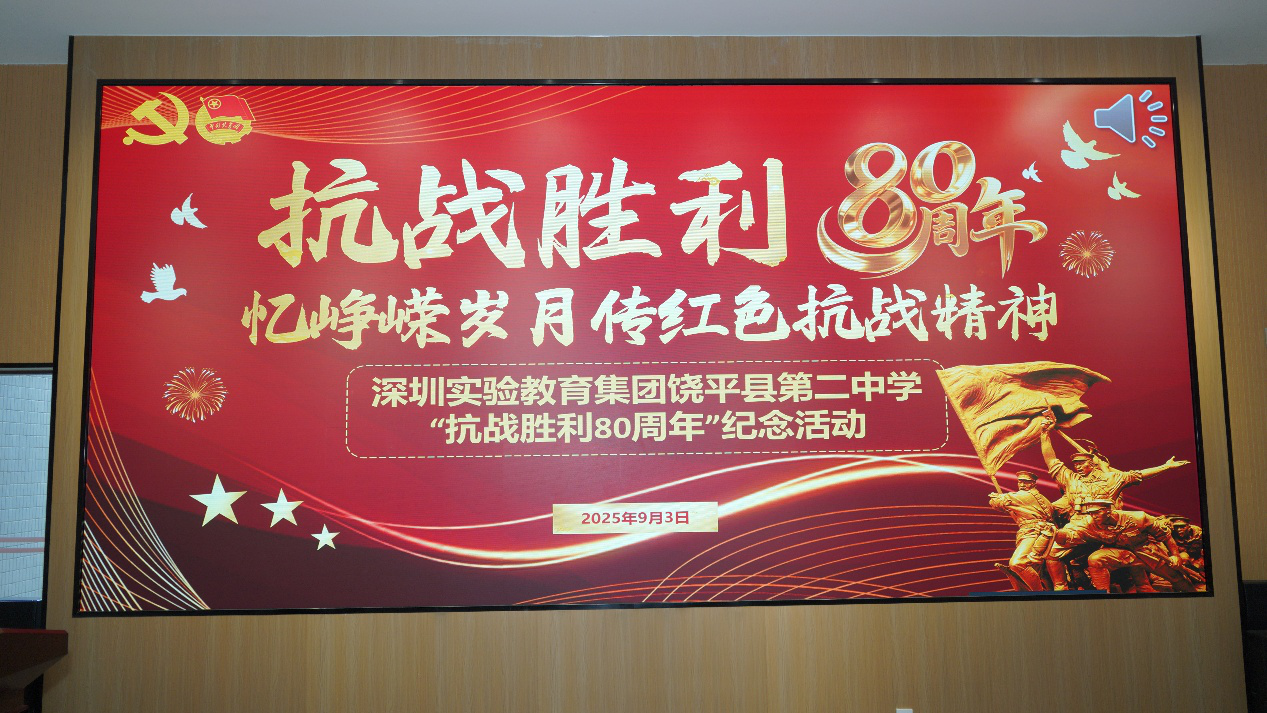 抗战胜利80周年
忆峥嵘岁月传红色抗战精神
深圳实验教育集团饶平县第二中学
“抗战胜利80周年”纪念活动
2025年9月3日